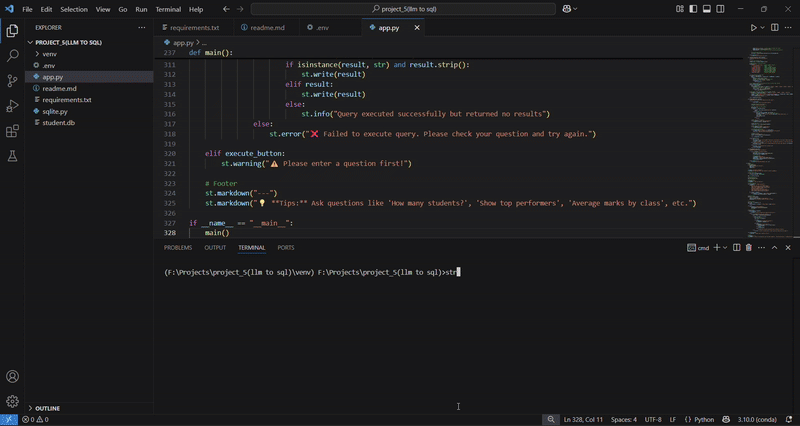 File Edit Selection View Go Run Terminal Help
project_5(llm to sql)
EXPLORER
PROJECT_5(LLM TO SQL)
venv
.env
app.py
readme.md
requirements.txt
sqlite.py
student.db
OUTLINE
requirements.txt readme.md .env app.py
app.py > ...
237 def main():
311 if isinstance(result, str) and result.strip():
312 st.write(result)
313 elif result:
314 st.write(result)
315 else:
316 st.info("Query executed successfully but returned no results")
317 else:
318 st.error("❌ Failed to execute query. Please check your question and try again.")
319
320 elif execute_button:
321 st.warning("⚠️ Please enter a question first!")
322
323 # Footer
324 st.markdown("---")
325 st.markdown("💡 **Tips:** Ask questions like 'How many students?', 'Show top performers', 'Average marks by class', etc.")
326
327 if __name__ == "__main__":
328 main()
PROBLEMS OUTPUT TERMINAL PORTS
cmd
(F:\Projects\project_5(llm to sql)\venv) F:\Projects\project_5(llm to sql)>str
0 0 Ln 328, Col 11 Spaces: 4 UTF-8 LF {} Python 3.10.0 (conda)